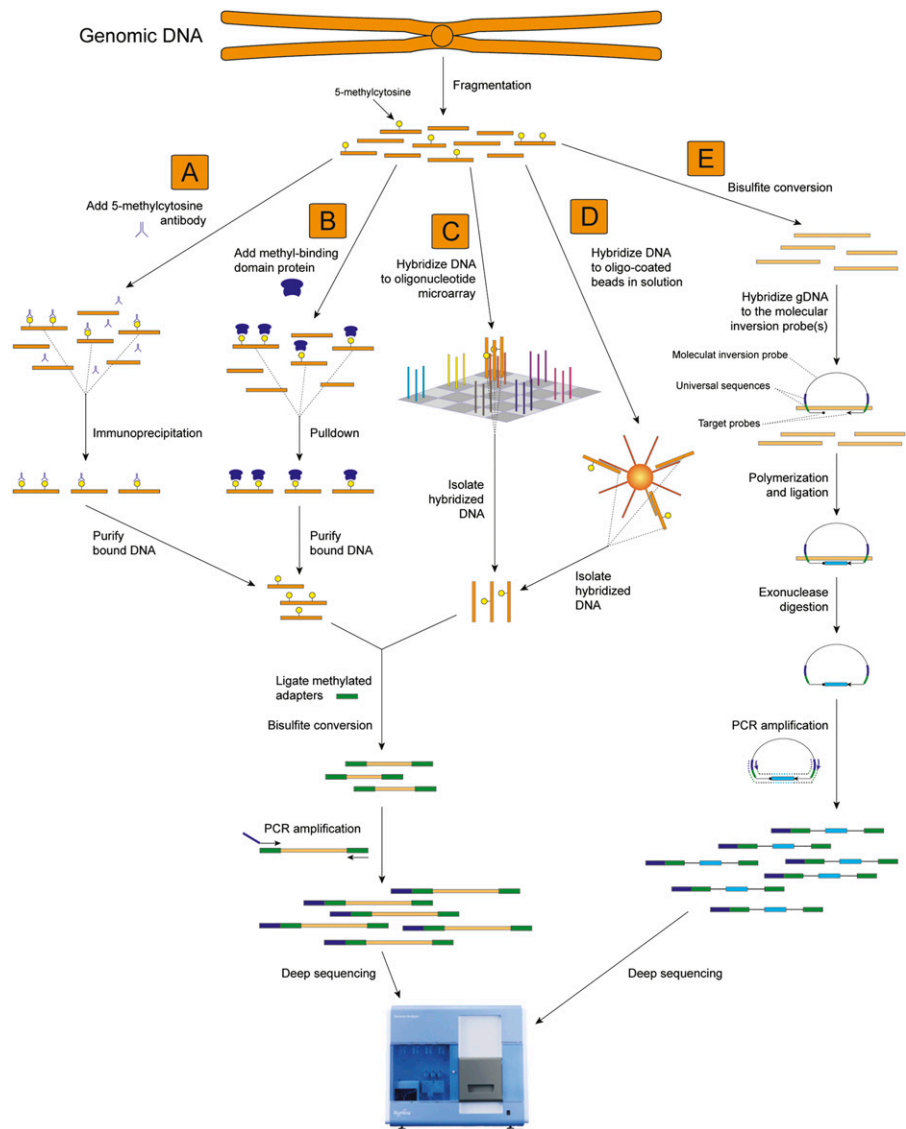 Genomic DNA
Fragmentation
5-methylcytosine
A
Add 5-methylcytosine
antibody
B
Add methyl-binding
domain protein
C
Hybridize DNA
to oligonucleotide
microarray
D
Hybridize DNA
to oligo-coated
beads in solution
E
Bisulfite conversion
Hybridize gDNA
to the molecular
inversion probe(s)
Moleculat inversion probe
Universal sequences
Target probes
Immunoprecipitation
Pulldown
Isolate
hybridized
DNA
Polymerization
and ligation
Purify
bound DNA
Purify
bound DNA
Isolate
hybridized
DNA
Exonuclease
digestion
Ligate methylated
adapters
Bisulfite conversion
PCR amplification
PCR amplification
Deep sequencing
Deep sequencing